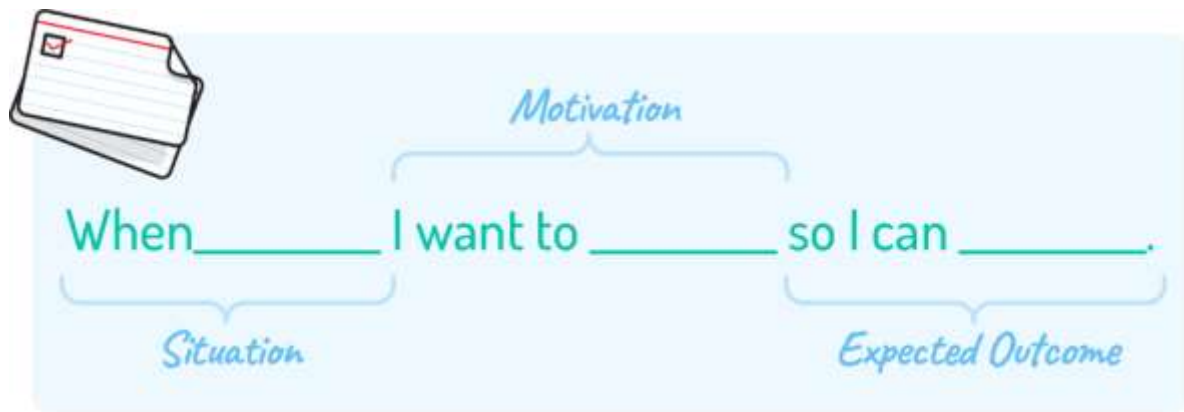 Motivation
When________ I want to ________ so I can ________.
Situation
Expected Outcome